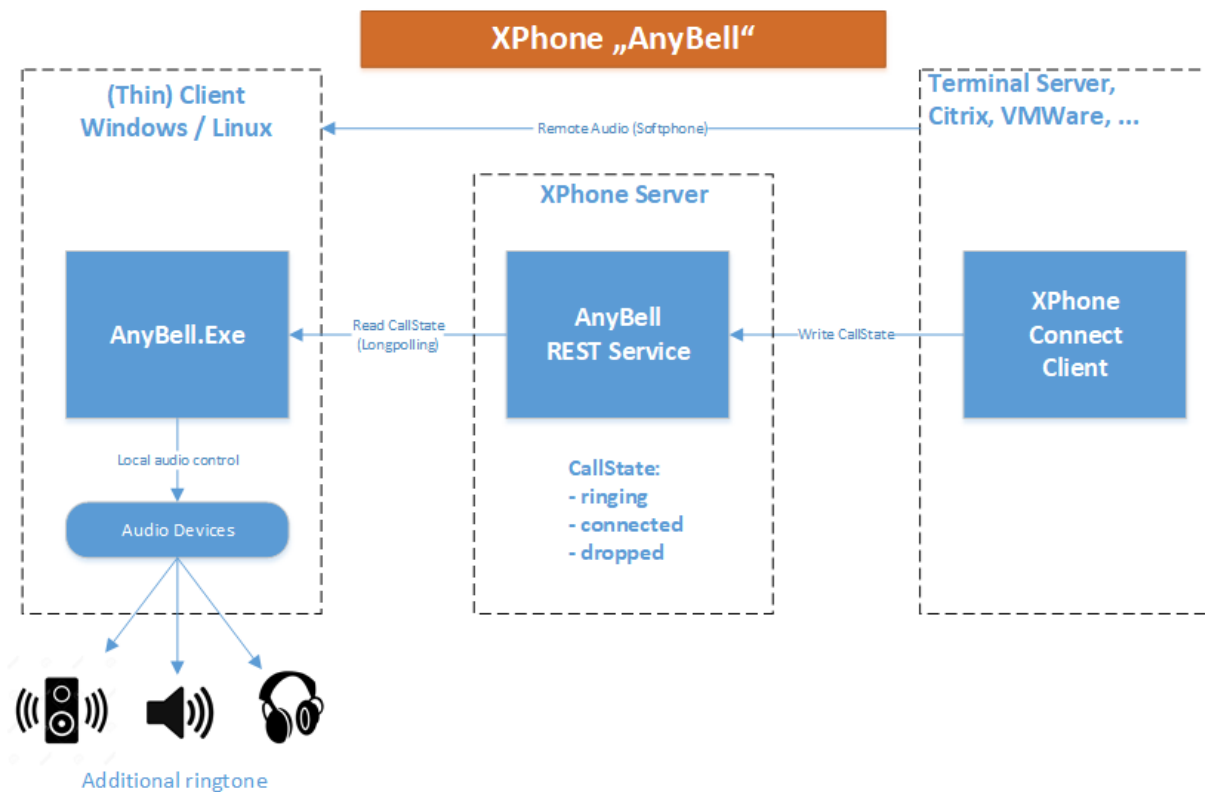 XPhone „AnyBell“
(Thin) Client
Windows / Linux
Remote Audio (Softphone)
Terminal Server,
Citrix, VMWare, ...
XPhone Server
AnyBell.Exe
Read CallState
(Longpolling)
AnyBell
REST Service
Write CallState
XPhone
Connect
Client
Local audio control
Audio Devices
CallState:
- ringing
- connected
- dropped
Additional ringtone